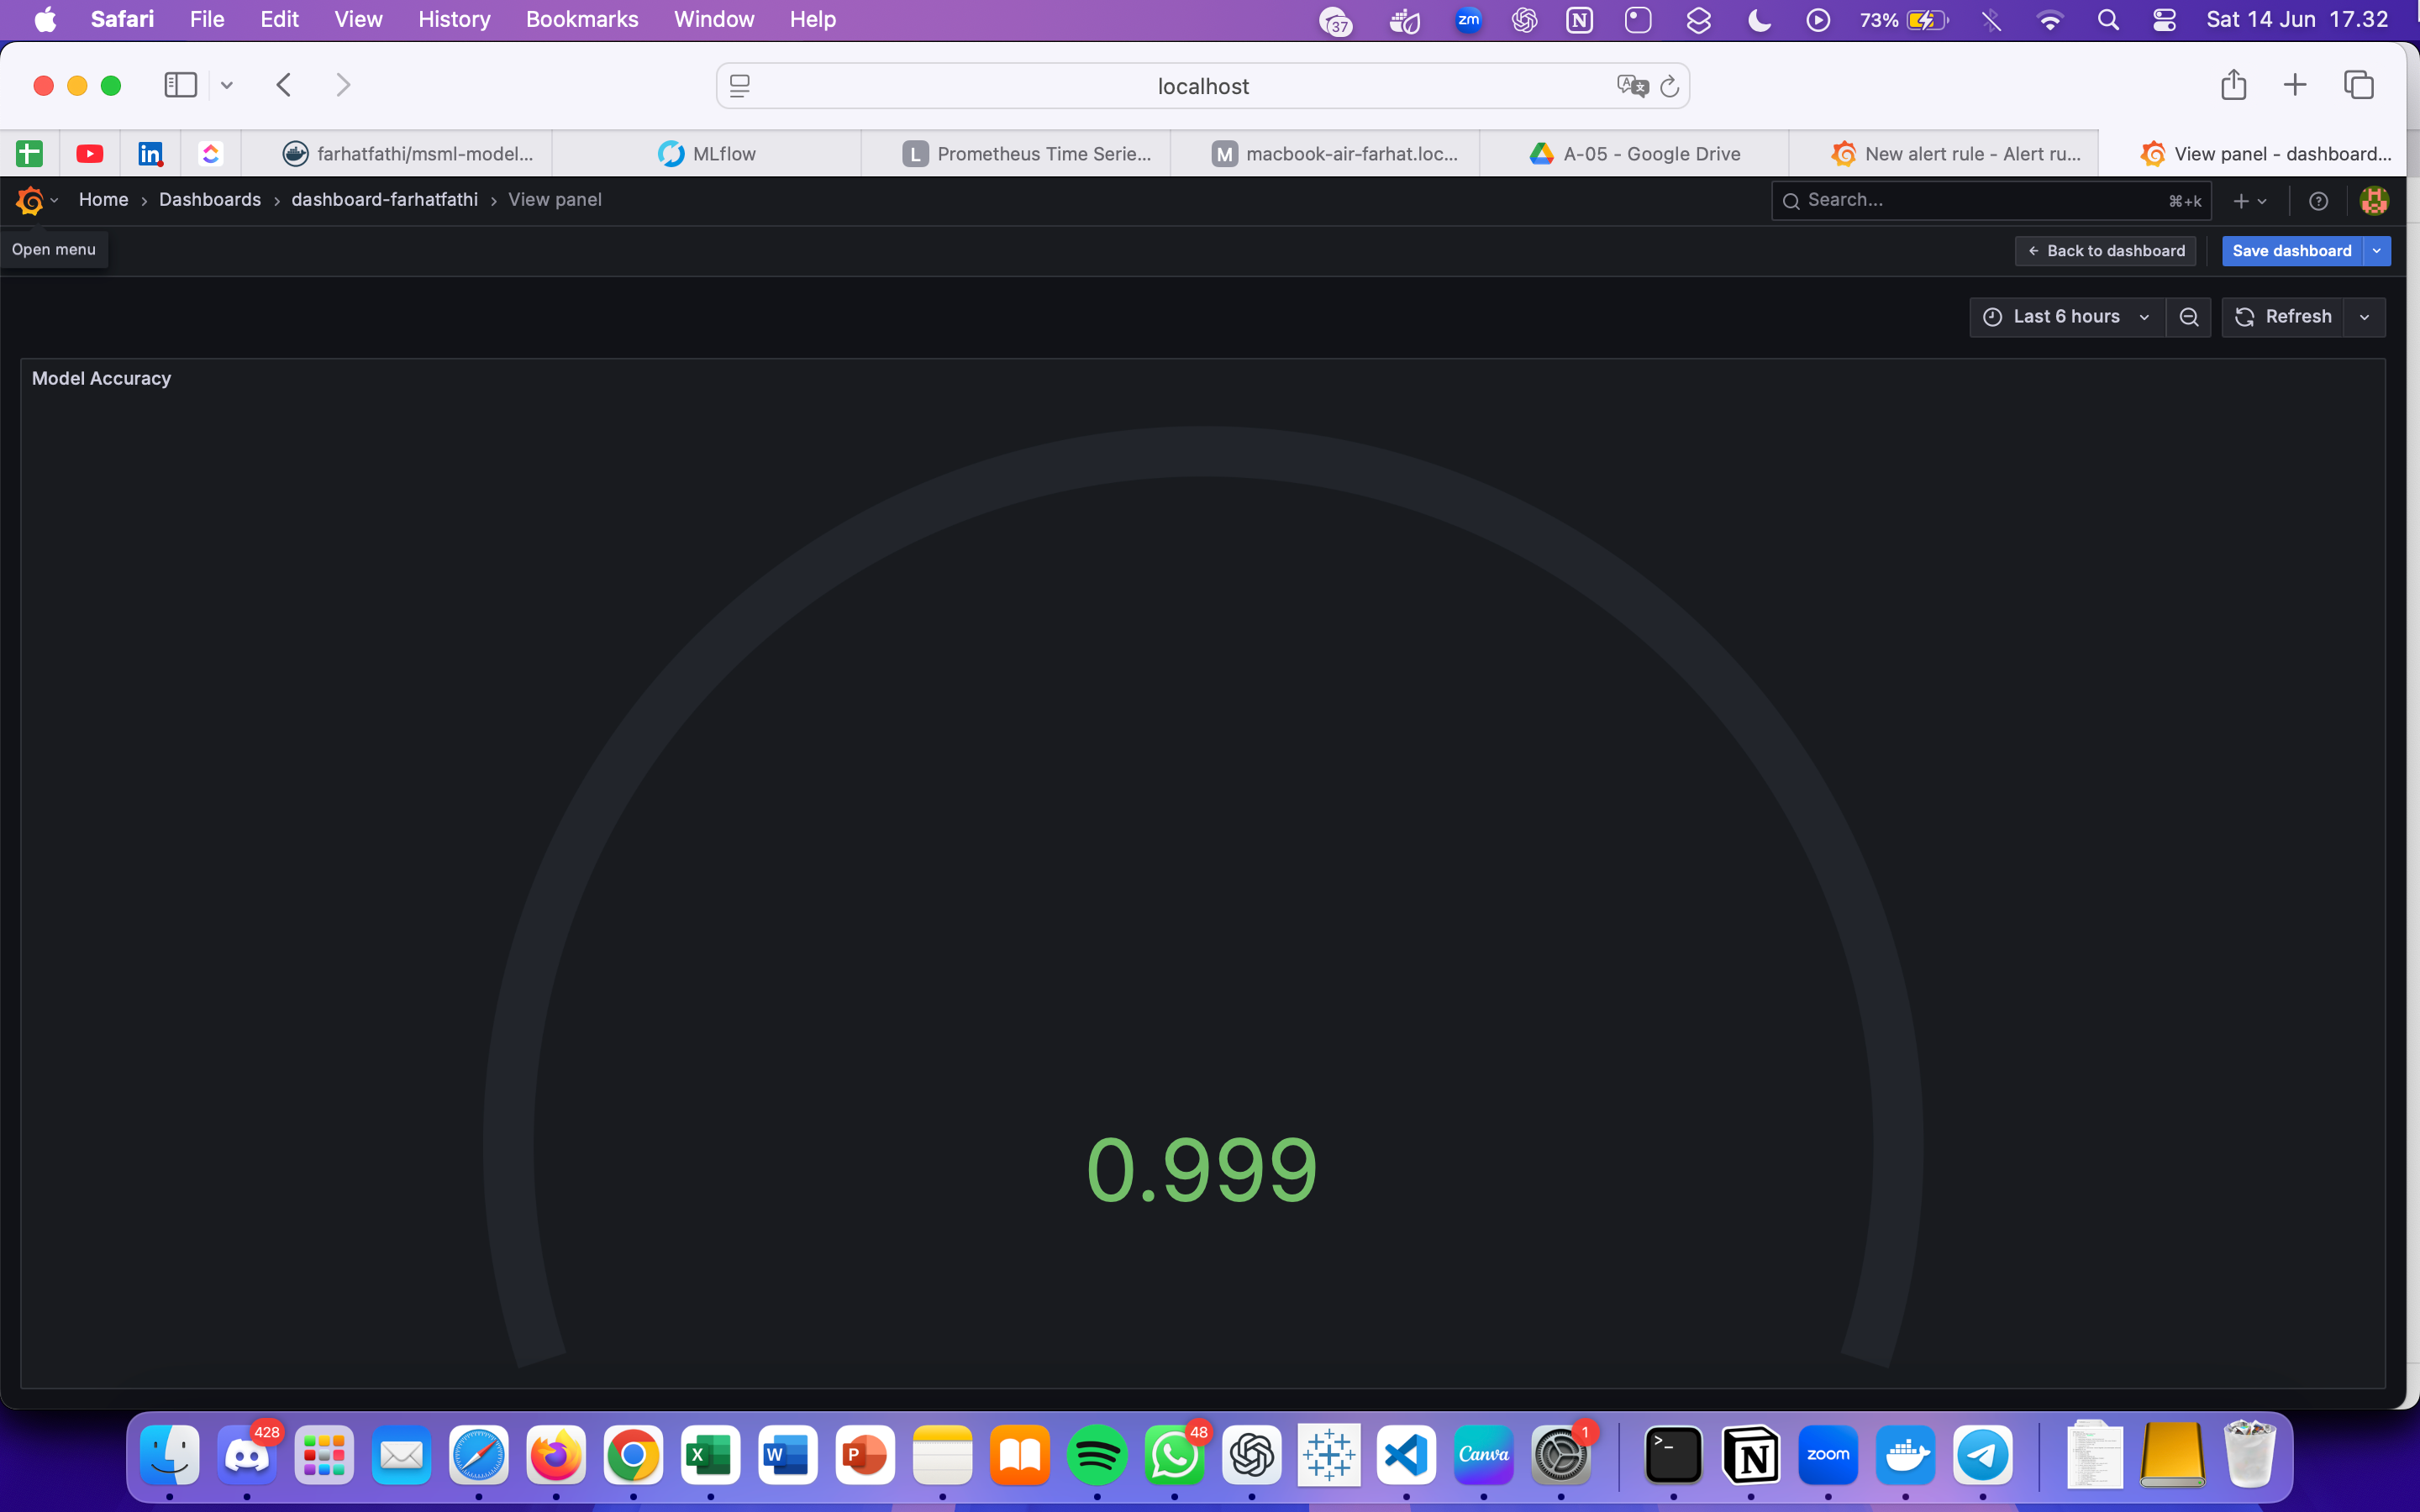 Safari File Edit View History Bookmarks Window Help 37 zm 73% Sat 14 Jun 17.32
localhost
farhatfathi/msml-model... MLflow L Prometheus Time Serie... M macbook-air-farhat.loc... A-05 - Google Drive New alert rule - Alert ru... View panel - dashboard...
Home › Dashboards › dashboard-farhatfathi › View panel Search... ⌘+k
Open menu
← Back to dashboard Save dashboard
Last 6 hours Refresh
Model Accuracy
0.999
428 48 1
X W P Canva >_ N zoom